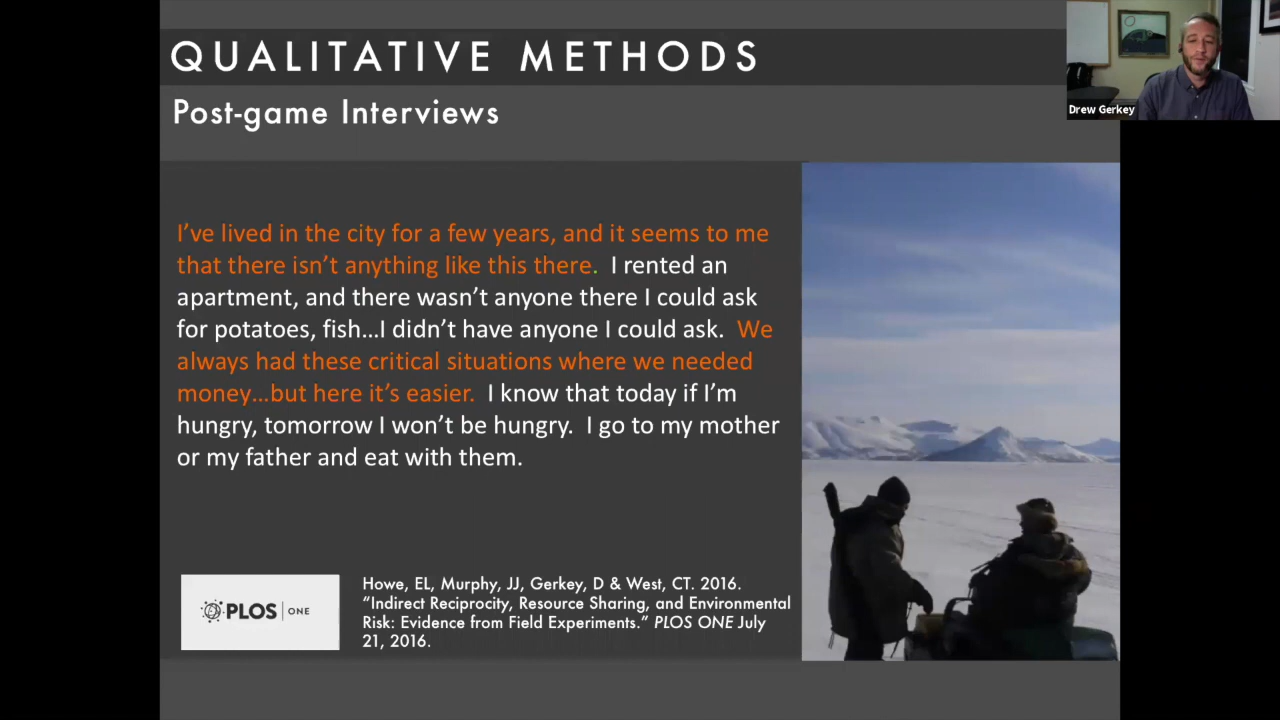 QUALITATIVE METHODS
Drew Gerkey
Post-game Interviews
I’ve lived in the city for a few years, and it seems to me
that there isn’t anything like this there. I rented an
apartment, and there wasn’t anyone there I could ask
for potatoes, fish…I didn’t have anyone I could ask. We
always had these critical situations where we needed
money…but here it’s easier. I know that today if I’m
hungry, tomorrow I won’t be hungry. I go to my mother
or my father and eat with them.
PLOS | ONE
Howe, EL, Murphy, JJ, Gerkey, D & West, CT. 2016.
“Indirect Reciprocity, Resource Sharing, and Environmental
Risk: Evidence from Field Experiments.” PLOS ONE July
21, 2016.